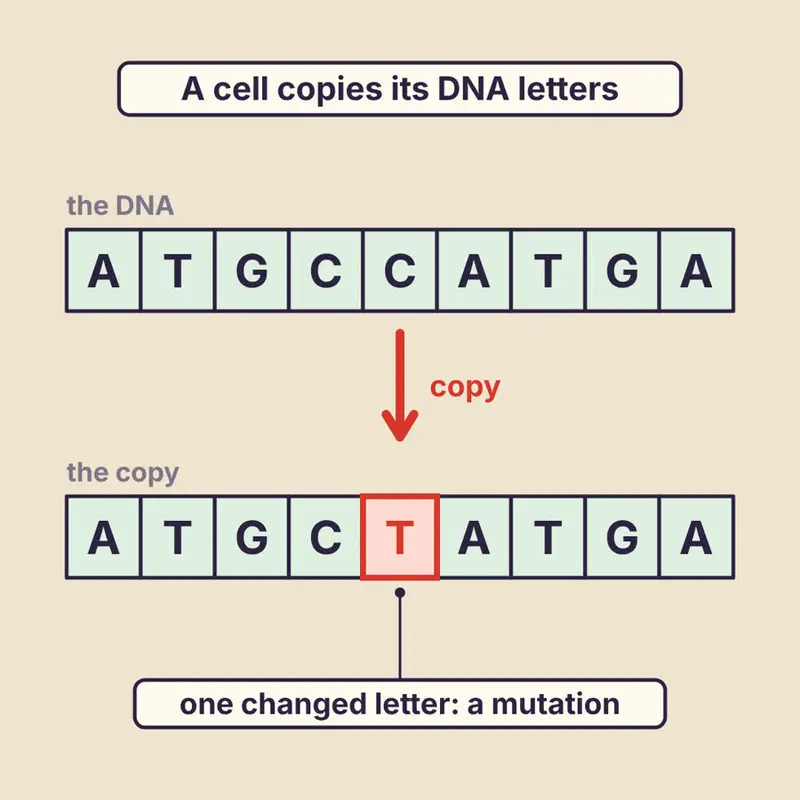 A cell copies its DNA letters
the DNA
A T G C C A T G A
copy
the copy
A T G C T A T G A
one changed letter: a mutation